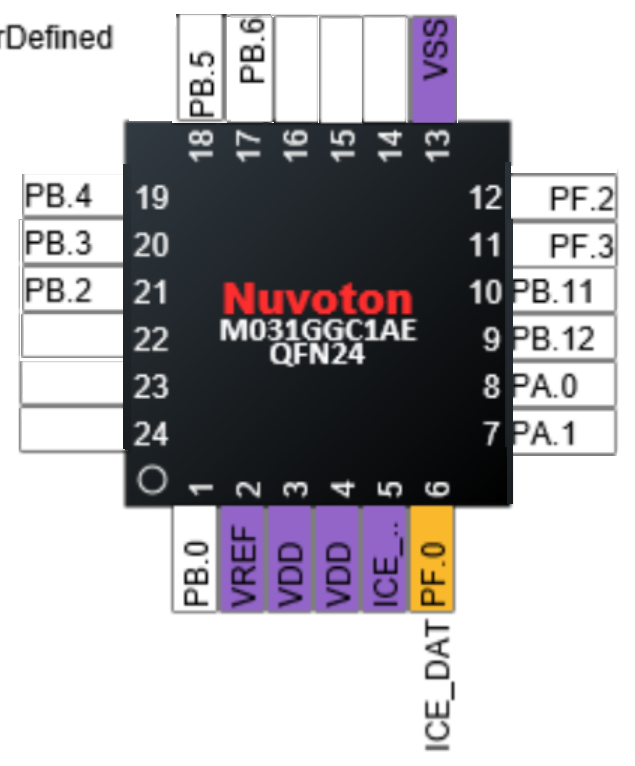 rDefined
PB.5
PB.6
VSS
18 17 16 15 14 13
PB.4 19
PB.3 20
PB.2 21
22
23
24
12 PF.2
11 PF.3
10 PB.11
9 PB.12
8 PA.0
7 PA.1
Nuvoton
M031GGC1AE
QFN24
1 2 3 4 5 6
PB.0
VREF
VDD
VDD
ICE_..
PF.0
ICE_DAT